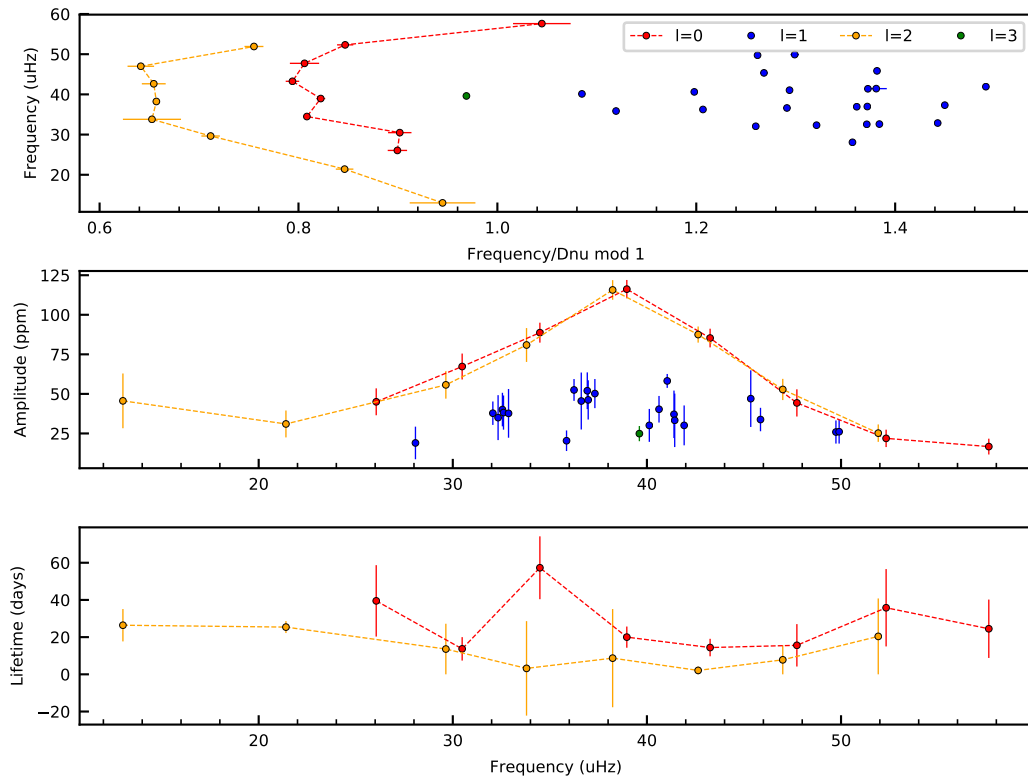 60
50
40
30
20
Frequency (uHz)
l=0 l=1 l=2 l=3
0.6 0.8 1.0 1.2 1.4
Frequency/Dnu mod 1
125
100
75
50
25
Amplitude (ppm)
20 30 40 50
60
40
20
0
−20
Lifetime (days)
20 30 40 50
Frequency (uHz)